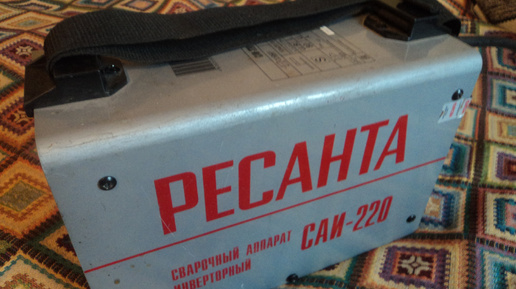 РЕСАНТА
СВАРОЧНЫЙ АППАРАТ
ИНВЕРТОРНЫЙ
САИ-220